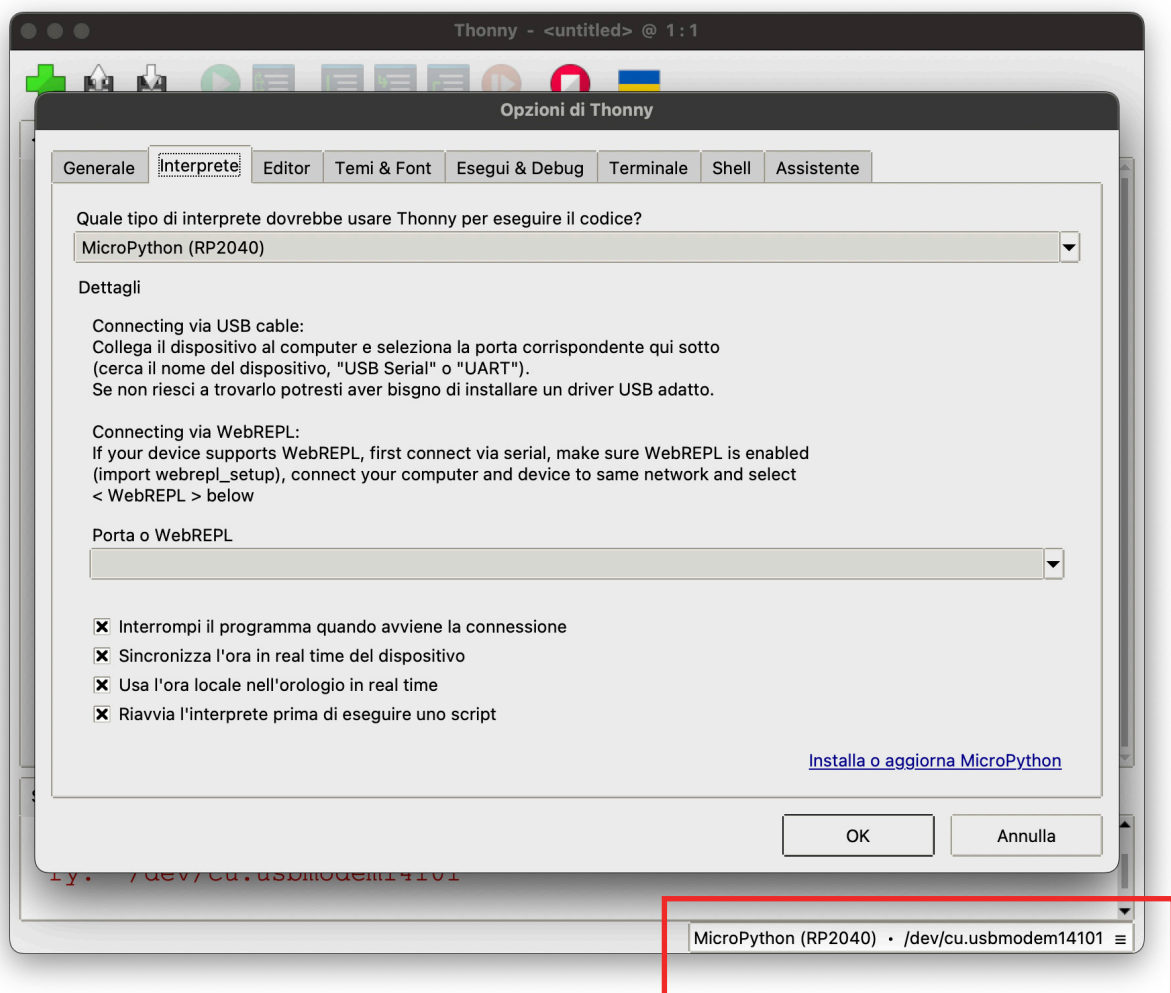 Thonny - <untitled> @ 1:1
Opzioni di Thonny
Generale Interprete Editor Temi & Font Esegui & Debug Terminale Shell Assistente
Quale tipo di interprete dovrebbe usare Thonny per eseguire il codice?
MicroPython (RP2040)
Dettagli
Connecting via USB cable:
Collega il dispositivo al computer e seleziona la porta corrispondente qui sotto
(cerca il nome del dispositivo, "USB Serial" o "UART").
Se non riesci a trovarlo potresti aver bisgno di installare un driver USB adatto.
Connecting via WebREPL:
If your device supports WebREPL, first connect via serial, make sure WebREPL is enabled
(import webrepl_setup), connect your computer and device to same network and select
< WebREPL > below
Porta o WebREPL
Interrompi il programma quando avviene la connessione
Sincronizza l'ora in real time del dispositivo
Usa l'ora locale nell'orologio in real time
Riavvia l'interprete prima di eseguire uno script
Installa o aggiorna MicroPython
OK Annulla
/dev/cu.usbmodem14101
MicroPython (RP2040) • /dev/cu.usbmodem14101 ≡